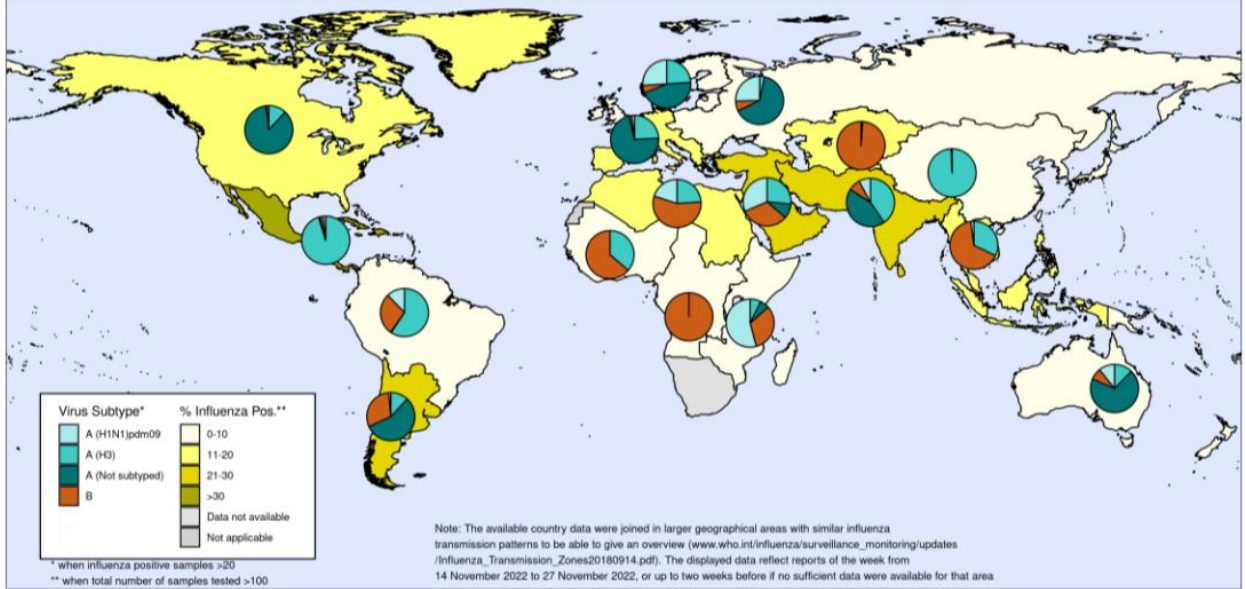 Virus Subtype*
A (H1N1)pdm09
A (H3)
A (Not subtyped)
B
% Influenza Pos.**
0-10
11-20
21-30
>30
Data not available
Not applicable
* when influenza positive samples >20
** when total number of samples tested >100
Note: The available country data were joined in larger geographical areas with similar influenza
transmission patterns to be able to give an overview (www.who.int/influenza/surveillance_monitoring/updates
/Influenza_Transmission_Zones20180914.pdf). The displayed data reflect reports of the week from
14 November 2022 to 27 November 2022, or up to two weeks before if no sufficient data were available for that area